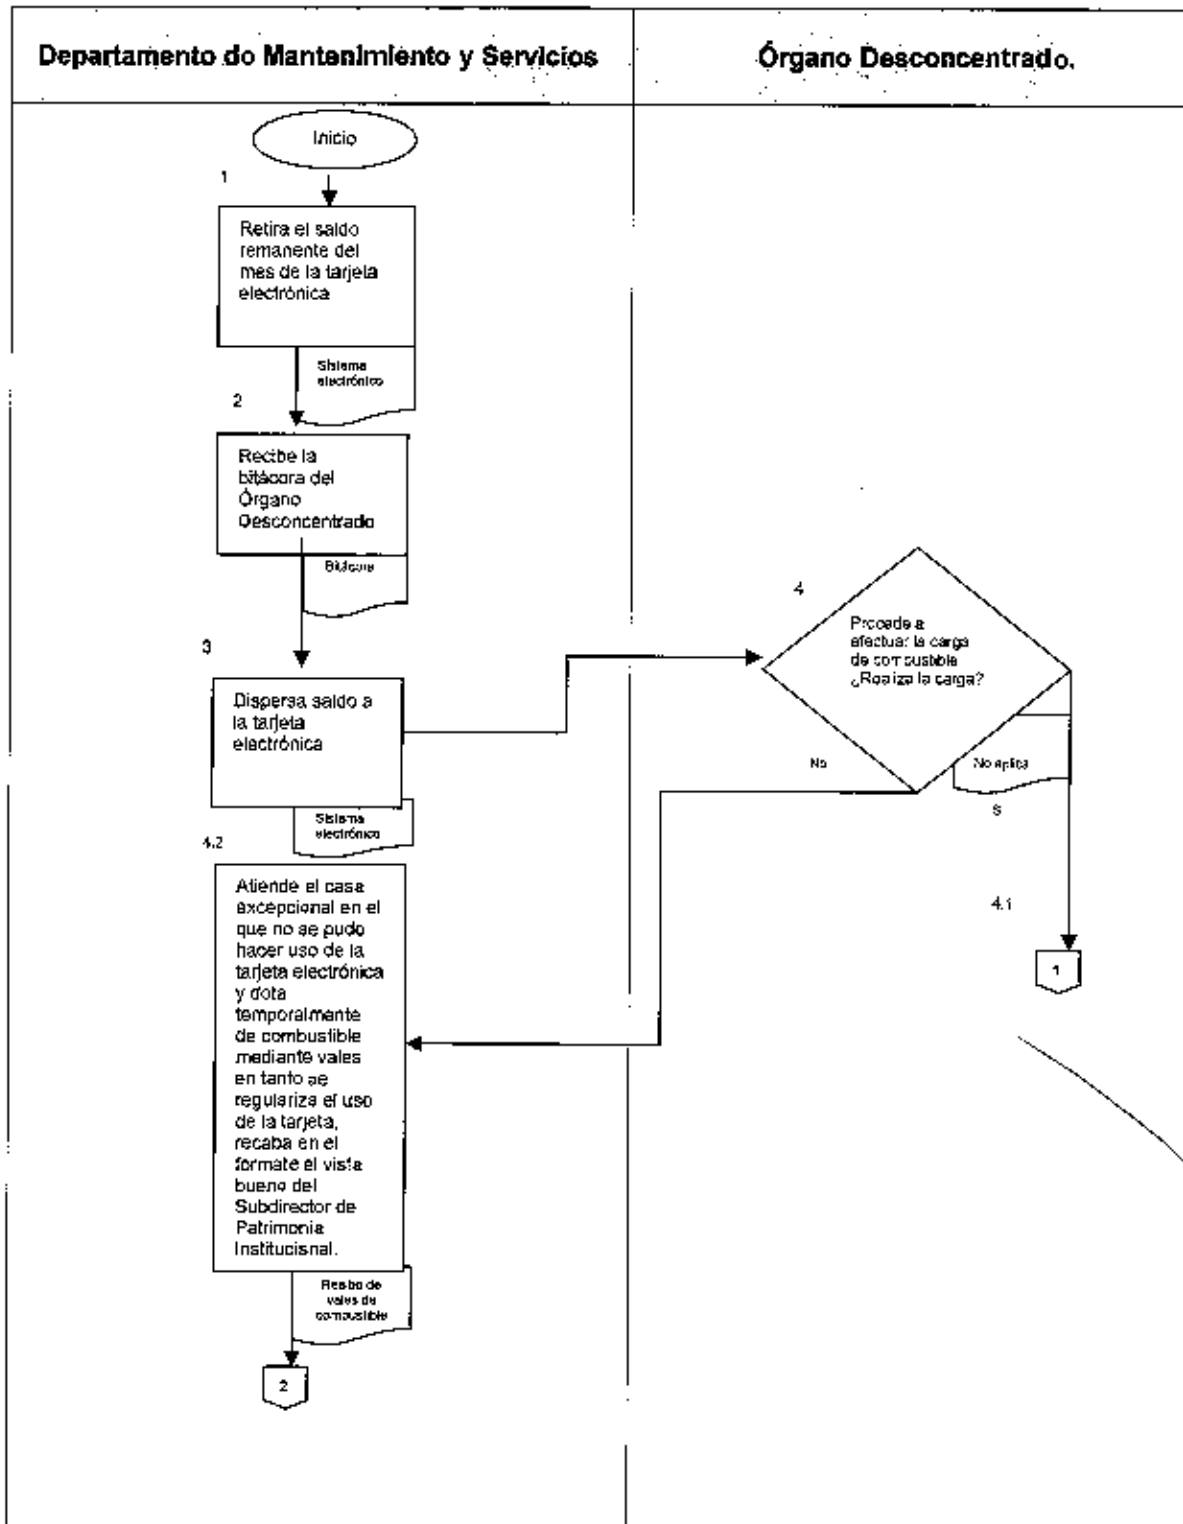 Departamento do Mantenimiento y Servicios
Órgano Desconcentrado.
Inicio
1
Retira el saldo
remanente del
mes de la tarjeta
electrónica
Sistema
electrónico
2
Recibe la
bitácora del
Órgano
Desconcentrado
Bitácora
3
Dispersa saldo a
la tarjeta
electrónica
Sistema
electrónico
4
Procede a
efectuar la carga
de combustible
¿Realiza la carga?
No
No aplica
S
4.1
1
4.2
Atiende el casa
excepcional en el
que no se pudo
hacer uso de la
tarjeta electrónica
y dota
temporalmente
de combustible
mediante vales
en tanto se
regulariza el uso
de la tarjeta,
recaba en el
formate el vista
bueno del
Subdirector de
Patrimonia
Institucisnal.
Recibo de
vales de
combustible
2